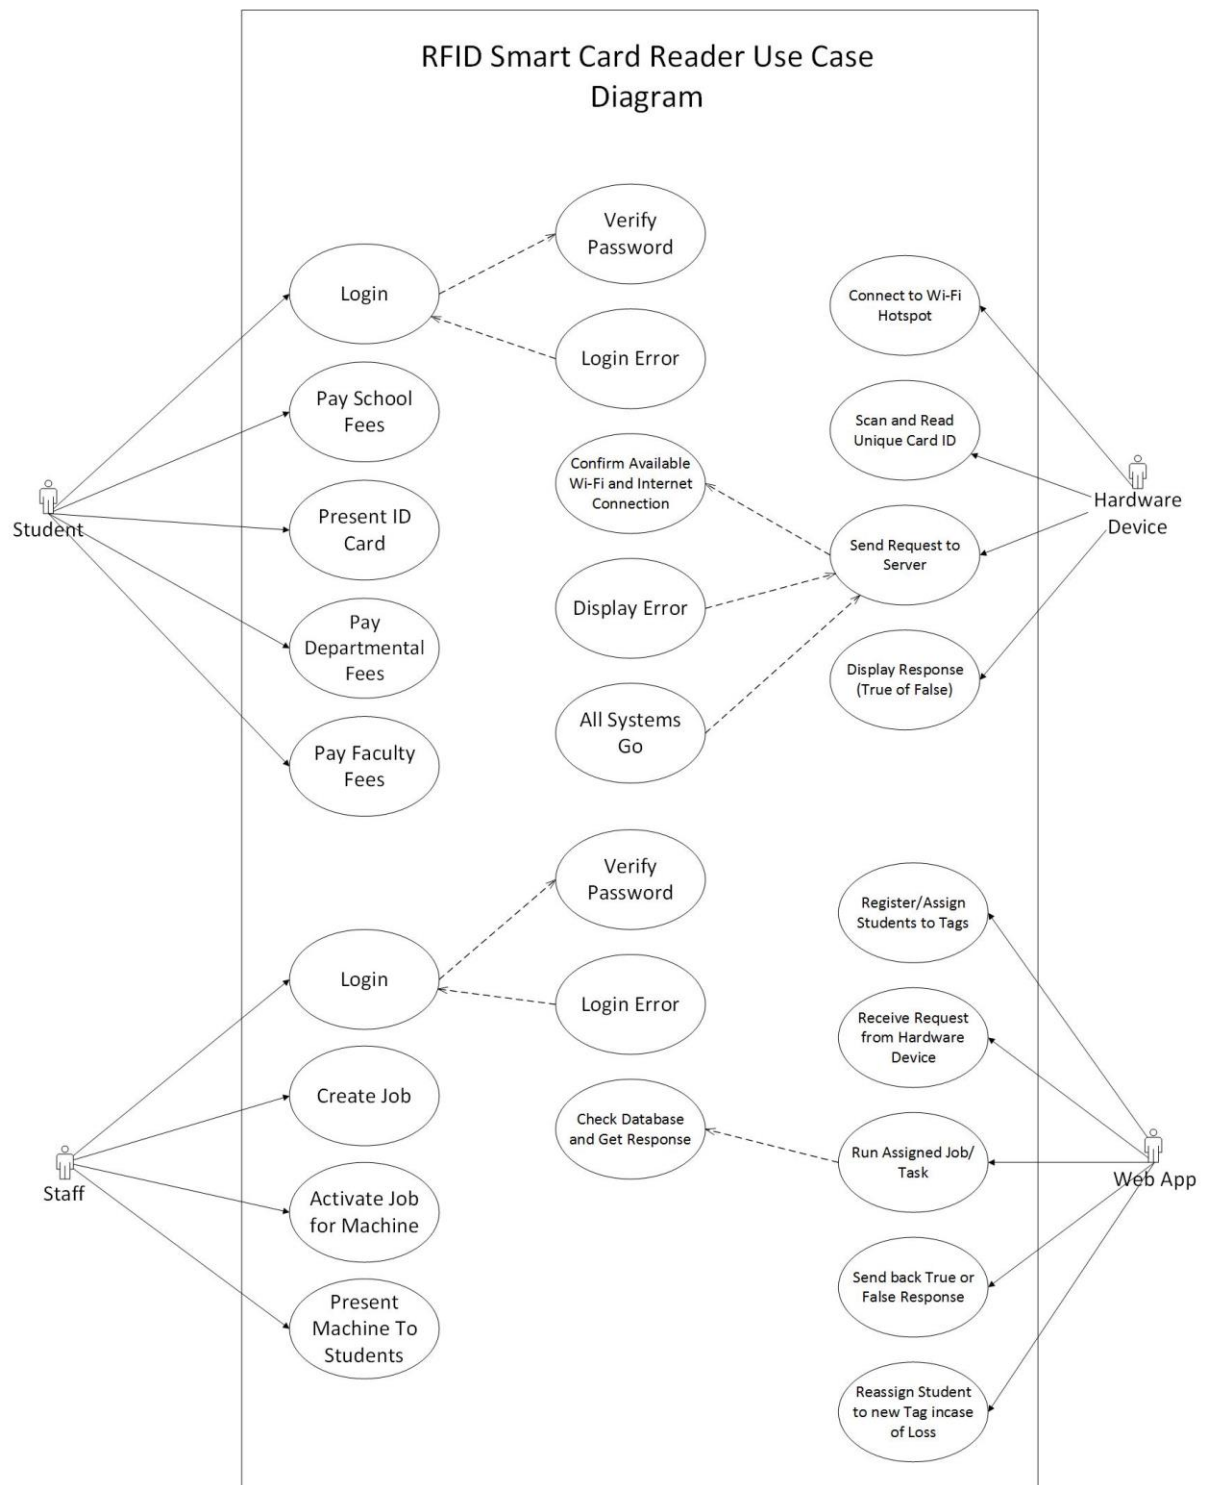 RFID Smart Card Reader Use Case
Diagram
Verify
Password
Login
Connect to Wi-Fi
Hotspot
Login Error
Pay School
Fees
Scan and Read
Unique Card ID
Confirm Available
Wi-Fi and Internet
Connection
Student
Present ID
Card
Hardware
Device
Send Request to
Server
Display Error
Pay
Departmental
Fees
Display Response
(True of False)
All Systems
Go
Pay Faculty
Fees
Verify
Password
Register/Assign
Students to Tags
Login
Login Error
Receive Request
from Hardware
Device
Create Job
Check Database
and Get Response
Run Assigned Job/
Task
Staff
Web App
Activate Job
for Machine
Send back True or
False Response
Present
Machine To
Students
Reassign Student
to new Tag incase
of Loss